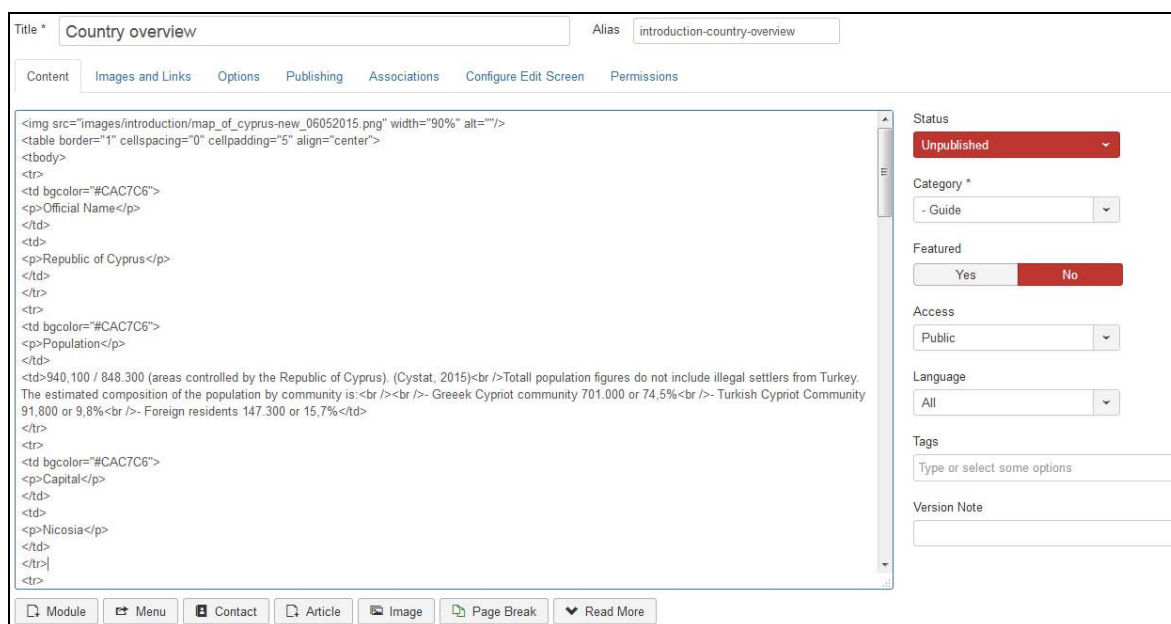 Title * Country overview Alias introduction-country-overview
Content Images and Links Options Publishing Associations Configure Edit Screen Permissions
<img src="images/introduction/map_of_cyprus-new_06052015.png" width="90%" alt=""/>
<table border="1" cellspacing="0" cellpadding="5" align="center">
<tbody>
<tr>
<td bgcolor="#CAC7C6">
<p>Official Name</p>
</td>
<td>
<p>Republic of Cyprus</p>
</td>
</tr>
<tr>
<td bgcolor="#CAC7C6">
<p>Population</p>
</td>
<td>940,100 / 848.300 (areas controlled by the Republic of Cyprus). (Cystat, 2015)<br />Totall population figures do not include illegal settlers from Turkey.
The estimated composition of the population by community is:<br /><br />- Greeek Cypriot community 701.000 or 74,5%<br />- Turkish Cypriot Community
91,800 or 9,8%<br />- Foreign residents 147.300 or 15,7%</td>
</tr>
<tr>
<td bgcolor="#CAC7C6">
<p>Capital</p>
</td>
<td>
<p>Nicosia</p>
</td>
</tr>
<tr>
Status
Unpublished
Category *
- Guide
Featured
Yes No
Access
Public
Language
All
Tags
Type or select some options
Version Note
Module Menu Contact Article Image Page Break Read More